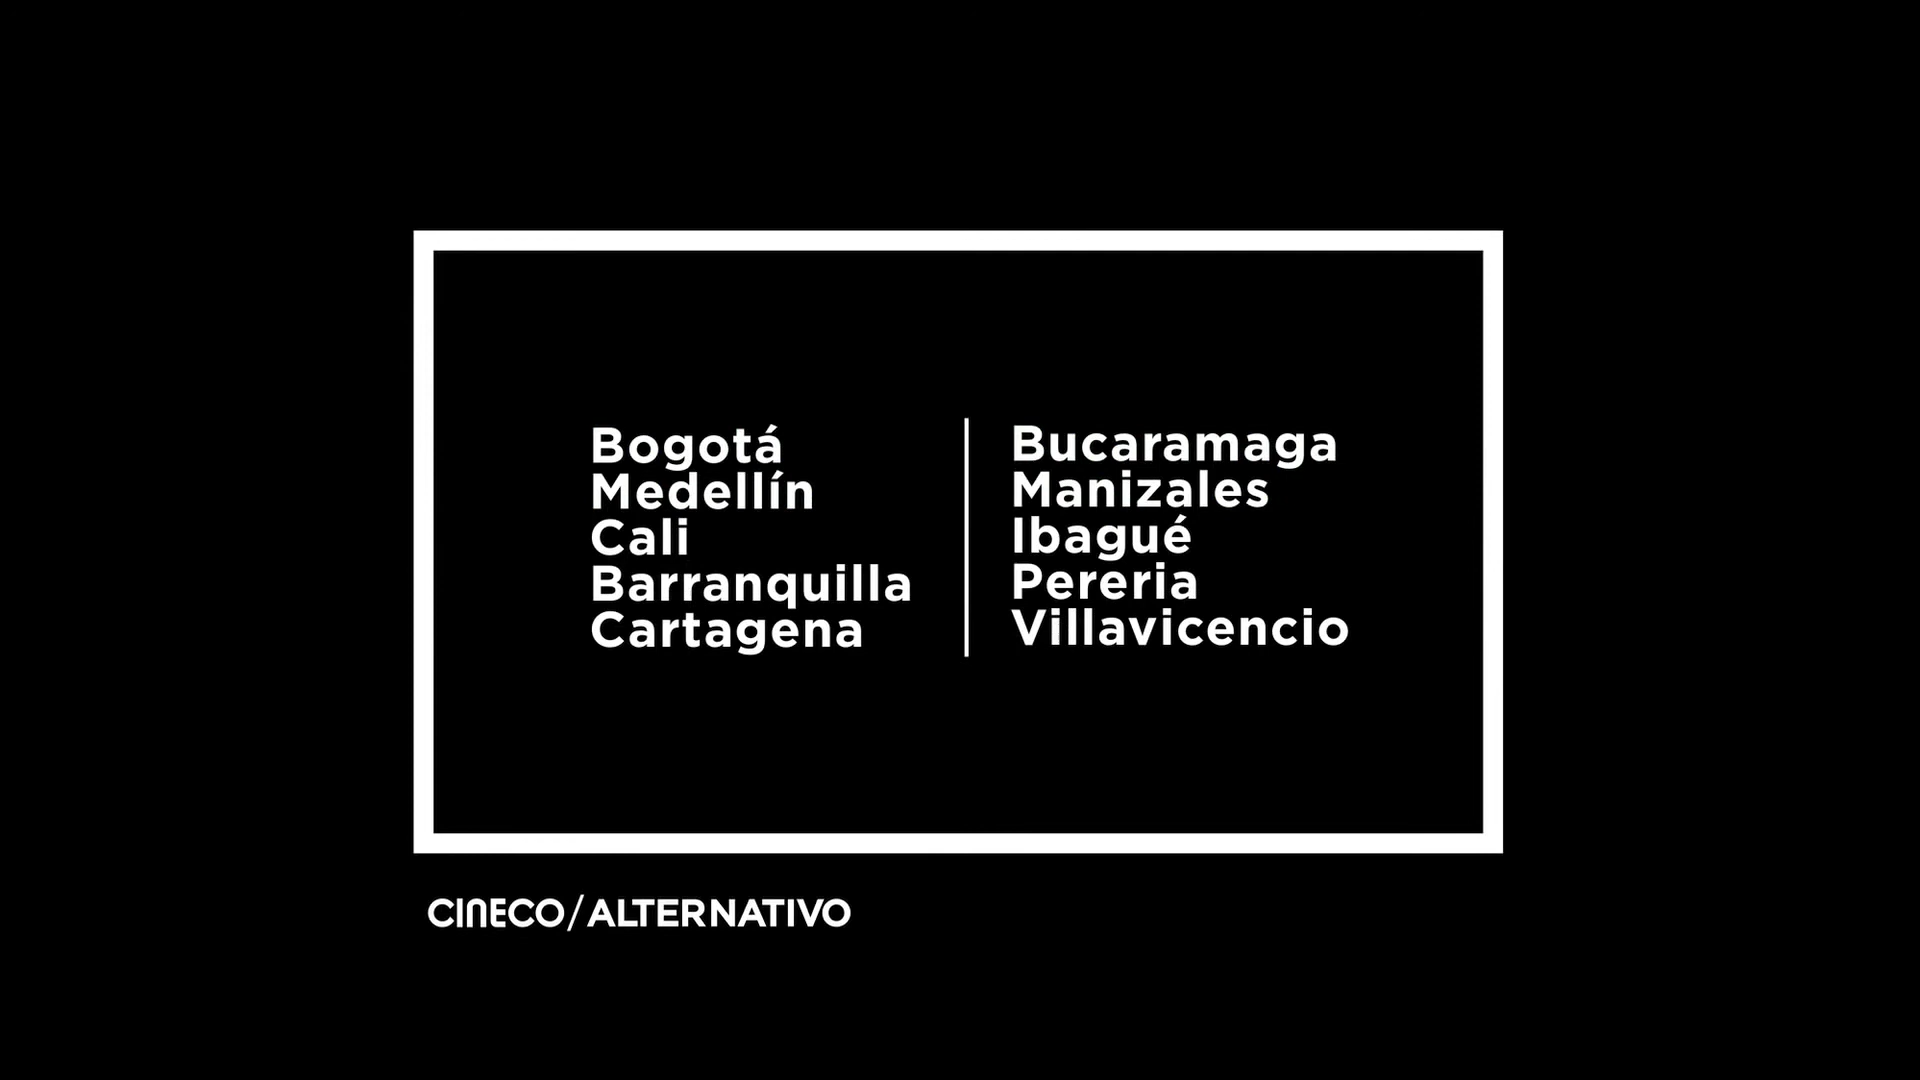 Bogotá
Medellín
Cali
Barranquilla
Cartagena
Bucaramaga
Manizales
Ibagué
Pereria
Villavicencio
CINECO/ALTERNATIVO